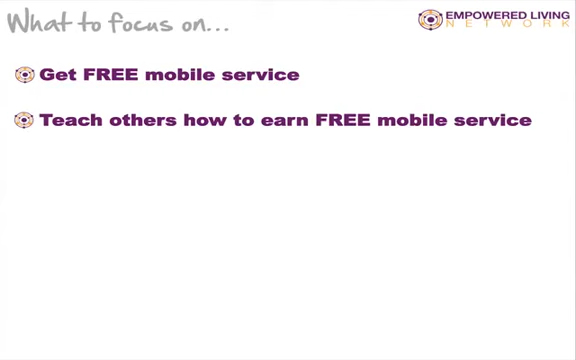 What to focus on...
EMPOWERED LIVING
NETWORK
Get FREE mobile service
Teach others how to earn FREE mobile service